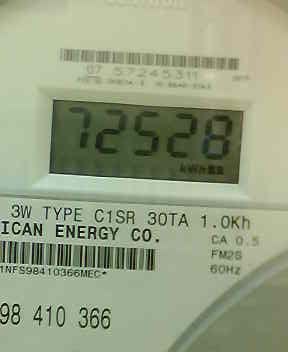 07 57245311
72528
kWh
3W TYPE C1SR 30TA 1.0Kh
ICAN ENERGY CO.
CA 0.5
FM2S
60Hz
1NFS98410366MEC*
98 410 366